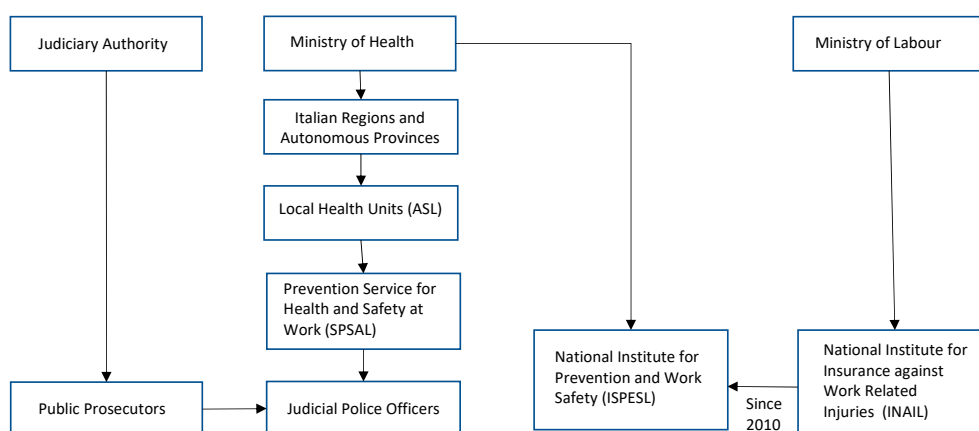 Judiciary Authority
Ministry of Health
Ministry of Labour
Italian Regions and
Autonomous Provinces
Local Health Units (ASL)
Prevention Service for
Health and Safety at
Work (SPSAL)
Public Prosecutors
Judicial Police Officers
National Institute for
Prevention and Work
Safety (ISPESL)
Since
2010
National Institute for
Insurance against
Work Related
Injuries (INAIL)